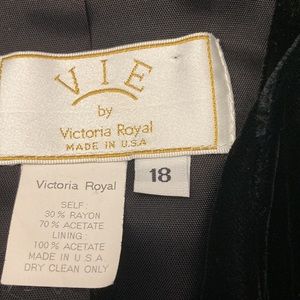 VIE
by
Victoria Royal
MADE IN U.S.A
18
Victoria Royal
SELF:
30% RAYON
70% ACETATE
LINING:
100% ACETATE
MADE IN U.S.A.
DRY CLEAN ONLY